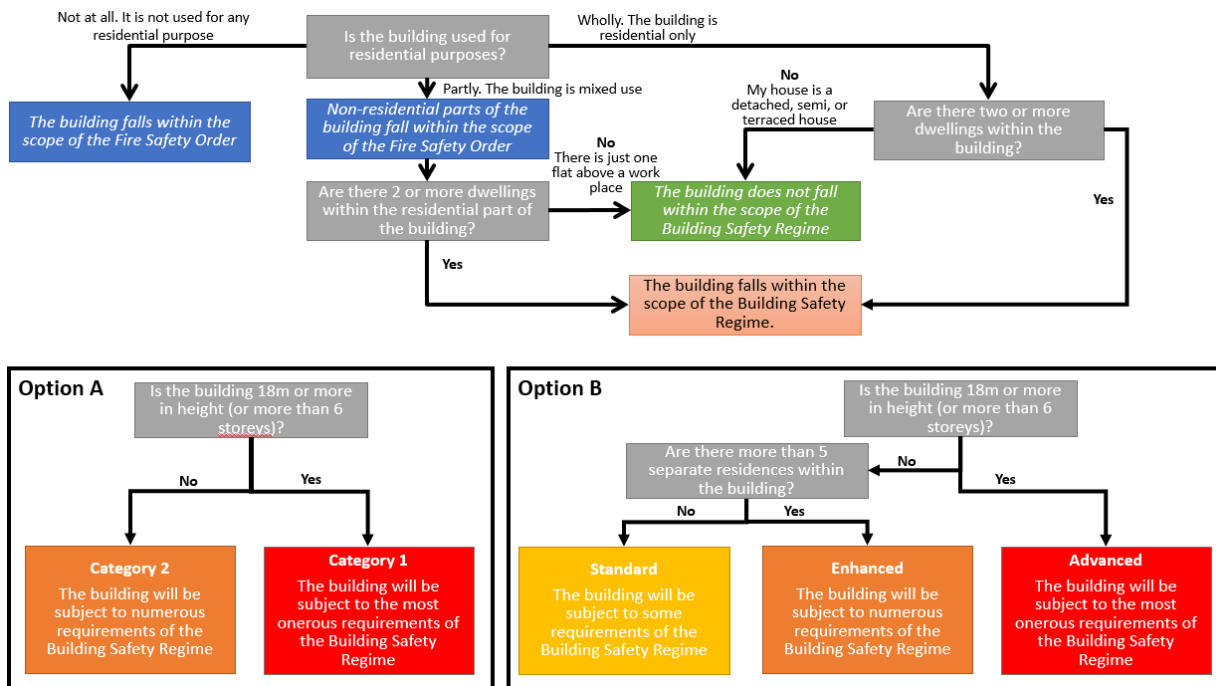 Not at all. It is not used for any
residential purpose
Is the building used for
residential purposes?
Wholly. The building is
residential only
Partly. The building is mixed use
No
My house is a
detached, semi, or
terraced house
The building falls within the
scope of the Fire Safety Order
Non-residential parts of the
building fall within the scope
of the Fire Safety Order
Are there two or more
dwellings within the
building?
No
There is just one
flat above a work
place
Are there 2 or more dwellings
within the residential part of
the building?
The building does not fall
within the scope of the
Building Safety Regime
Yes
Yes
The building falls within the
scope of the Building Safety
Regime.
Option A
Is the building 18m or more
in height (or more than 6
storeys)?
No
Yes
Category 2
The building will be
subject to numerous
requirements of the
Building Safety Regime
Category 1
The building will be
subject to the most
onerous requirements of
the Building Safety
Regime
Option B
Is the building 18m or more
in height (or more than 6
storeys)?
Are there more than 5
separate residences within
the building?
No
Yes
No
Yes
Standard
The building will be
subject to some
requirements of the
Building Safety Regime
Enhanced
The building will be
subject to numerous
requirements of the
Building Safety Regime
Advanced
The building will be
subject to the most
onerous requirements of
the Building Safety
Regime